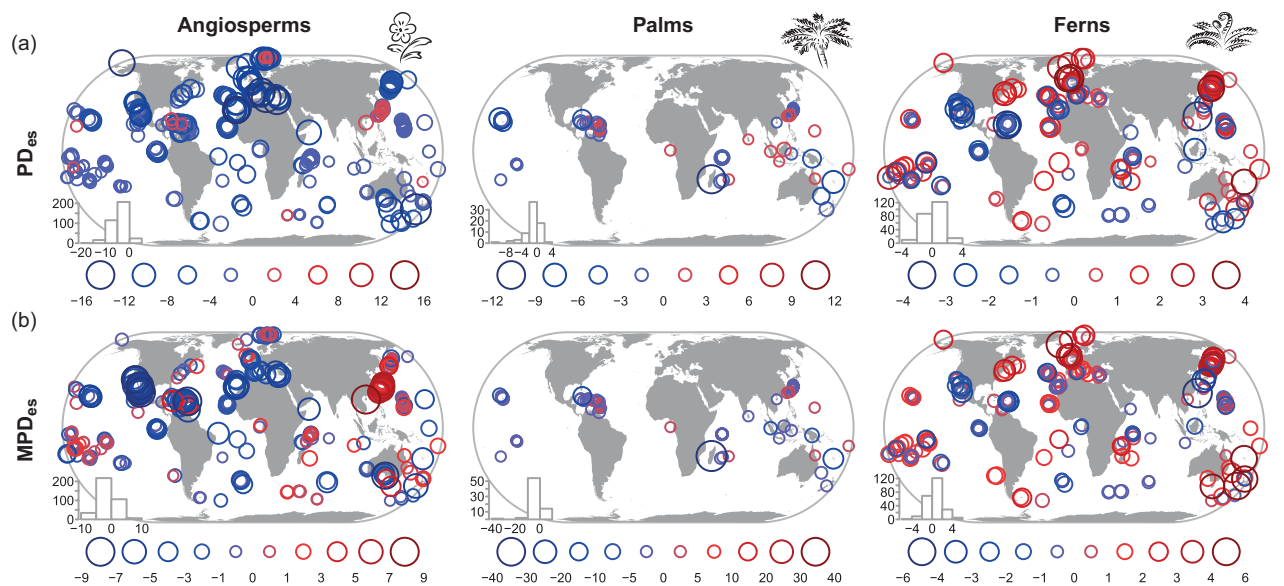 Angiosperms Palms Ferns
(a)
PDes
200
100
0
−20 −10 0
30
20
10
0
−8 −4 0 4
120
80
40
0
−4 0 4
−16 −12 −8 −4 0 4 8 12 16
−12 −9 −6 −3 0 3 6 9 12
−4 −3 −2 −1 0 1 2 3 4
(b)
MPDes
200
100
0
−10 0 10
50
30
10
0
−40 −20 0
120
80
40
0
−4 0 4
−9 −7 −5 −3 −1 0 1 3 5 7 9
−40 −30 −20 −10 −5 0 5 10 20 30 40
−6 −4 −3 −2 −1 0 1 2 3 4 6